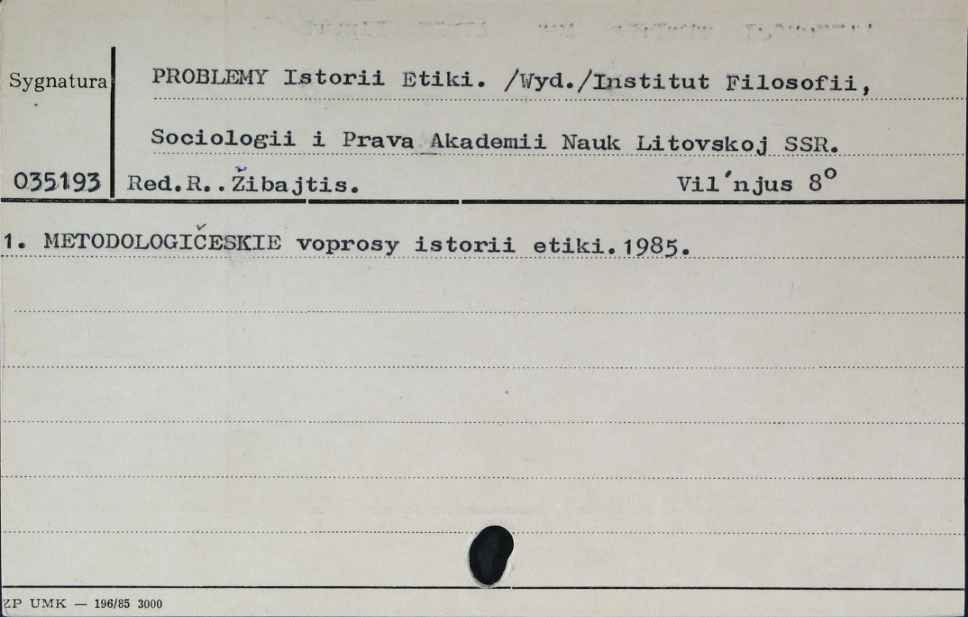 Sygnatura
PROBLEMY Istorii Etiki. /Wyd./Institut Filosofii,
Sociologii i Prava Akademii Nauk Litovskoj SSR.
035193
Red.R..Žibajtis. Vil'njus 8°
1. METODOLOGIČESKIE voprosy istorii etiki.1985.
ZP UMK — 196/85 3000